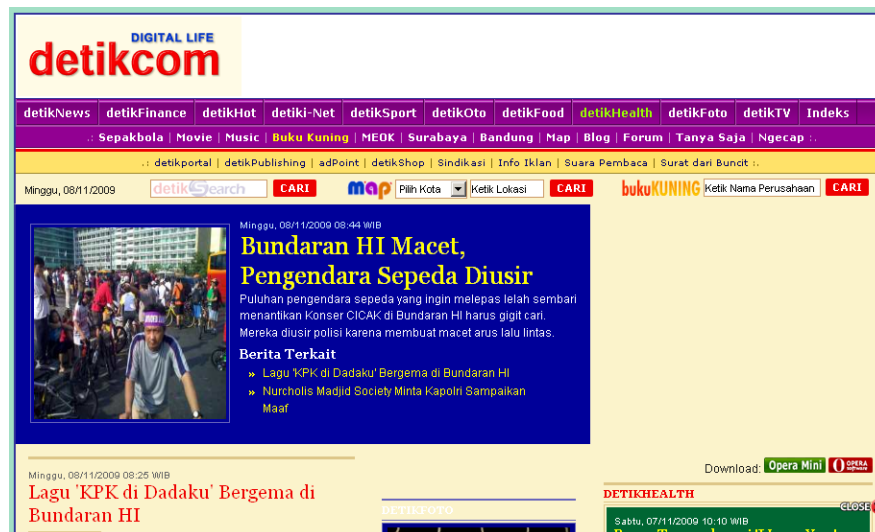 DIGITAL LIFE
detikcom
detikNews detikFinance detikHot detiki-Net detikSport detikOto detikFood detikHealth detikFoto detikTV Indeks
.: Sepakbola | Movie | Music | Buku Kuning | MEOK | Surabaya | Bandung | Map | Blog | Forum | Tanya Saja | Ngecap :.
.: detikportal | detikPublishing | adPoint | detikShop | Sindikasi | Info Iklan | Suara Pembaca | Surat dari Buncit :.
Minggu, 08/11/2009 detikSearch CARI map Pilih Kota Ketik Lokasi CARI bukuKUNING Ketik Nama Perusahaan CARI
Minggu, 08/11/2009 08:44 WIB
Bundaran HI Macet,
Pengendara Sepeda Diusir
Puluhan pengendara sepeda yang ingin melepas lelah sembari
menantikan Konser CICAK di Bundaran HI harus gigit cari.
Mereka diusir polisi karena membuat macet arus lalu lintas.
Berita Terkait
» Lagu 'KPK di Dadaku' Bergema di Bundaran HI
» Nurcholis Madjid Society Minta Kapolri Sampaikan
Maaf
Download: Opera Mini OPERA software
Minggu, 08/11/2009 08:25 WIB
Lagu 'KPK di Dadaku' Bergema di
Bundaran HI
DETIKFOTO
DETIKHEALTH
CLOSE
Sabtu, 07/11/2009 10:10 WIB